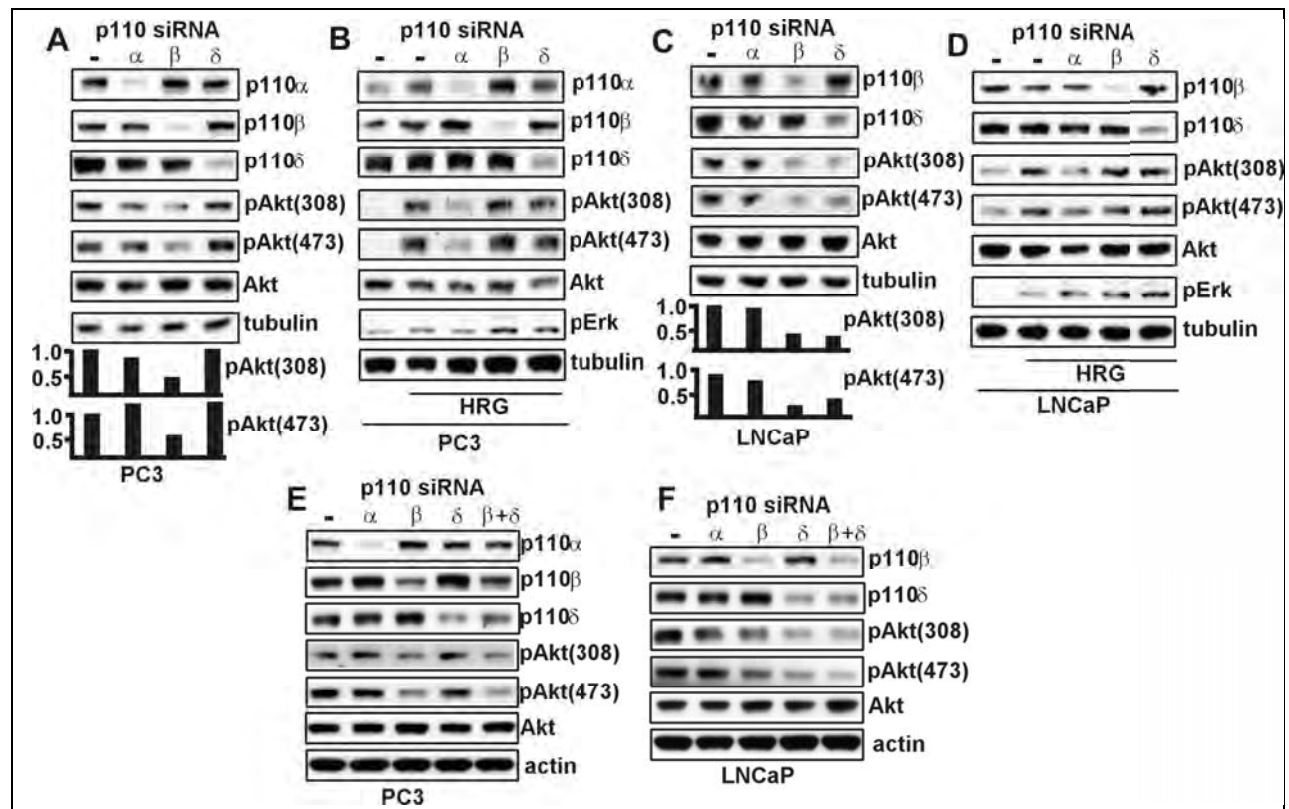 A
p110 siRNA
- α β δ
p110α
p110β
p110δ
pAkt(308)
pAkt(473)
Akt
tubulin
1.0
0.5
pAkt(308)
1.0
0.5
pAkt(473)
PC3
B
p110 siRNA
- - α β δ
p110α
p110β
p110δ
pAkt(308)
pAkt(473)
Akt
pErk
tubulin
HRG
PC3
C
p110 siRNA
- α β δ
p110β
p110δ
pAkt(308)
pAkt(473)
Akt
tubulin
1.0
0.5
pAkt(308)
1.0
0.5
pAkt(473)
LNCaP
D
p110 siRNA
- - α β δ
p110β
p110δ
pAkt(308)
pAkt(473)
Akt
pErk
tubulin
HRG
LNCaP
E
p110 siRNA
- α β δ β+δ
p110α
p110β
p110δ
pAkt(308)
pAkt(473)
Akt
actin
PC3
F
p110 siRNA
- α β δ β+δ
p110β
p110δ
pAkt(308)
pAkt(473)
Akt
actin
LNCaP